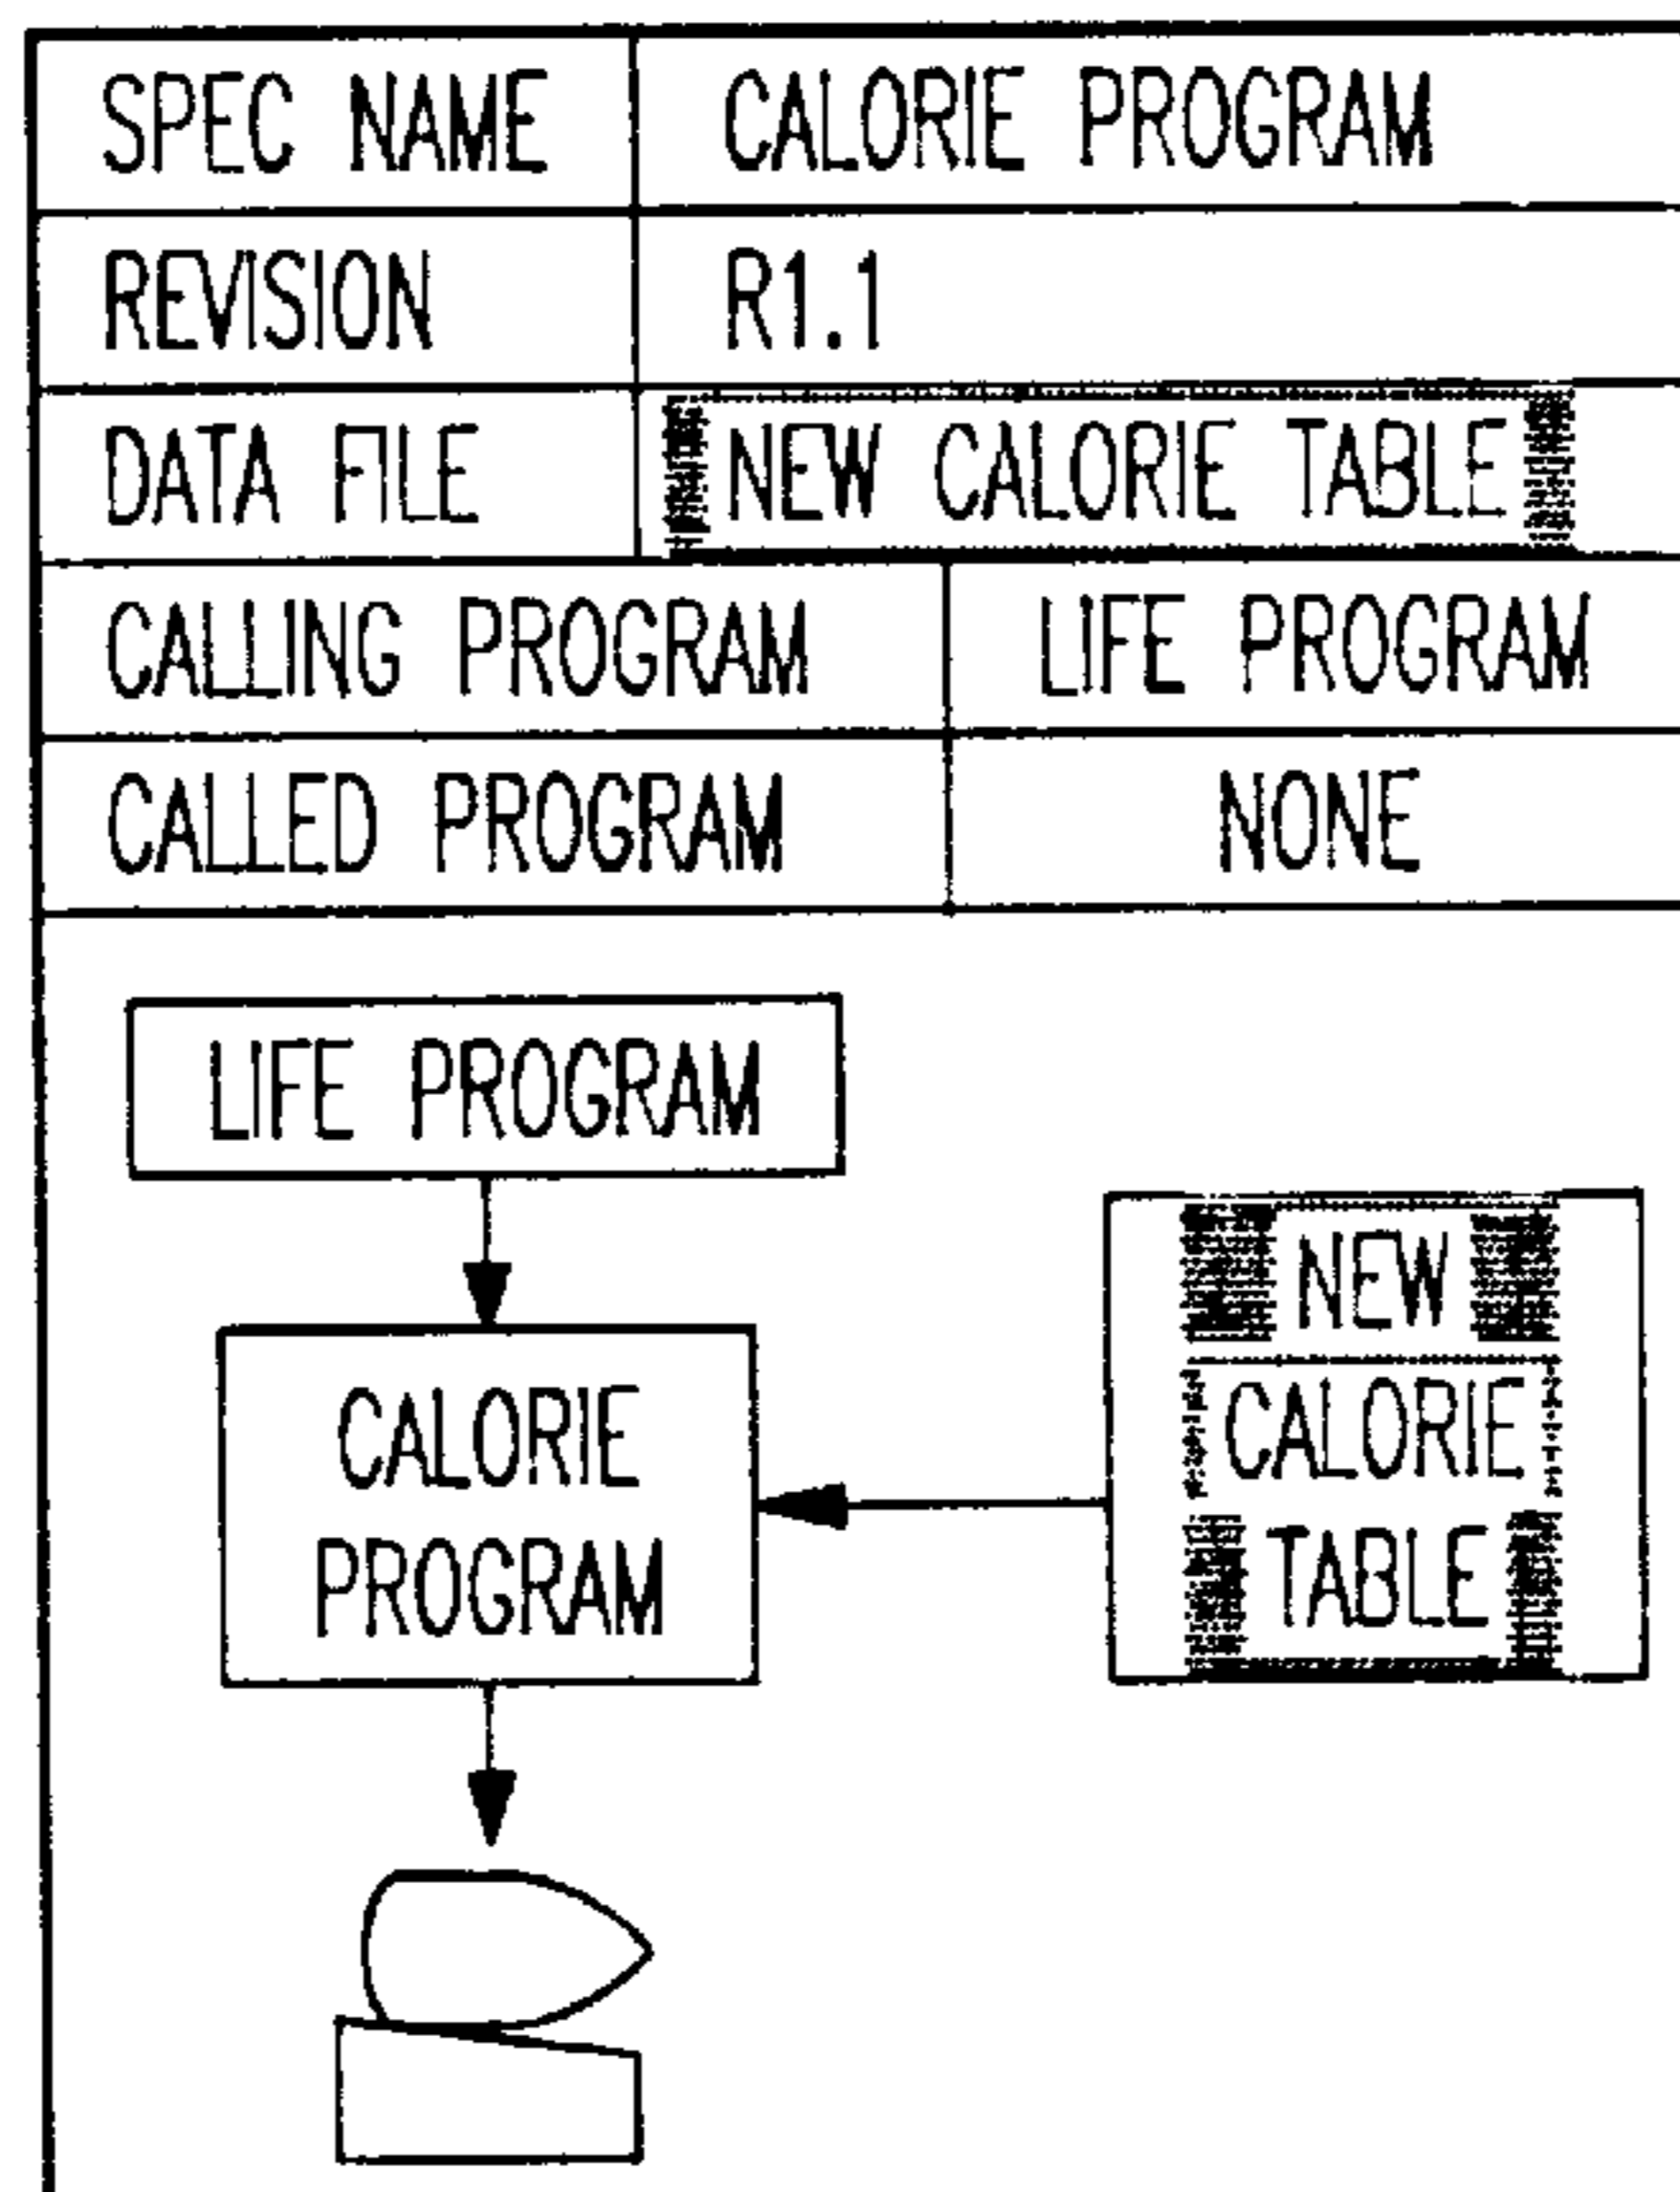 SPEC NAME CALORIE PROGRAM
REVISION R1.1
DATA FILE NEW CALORIE TABLE
CALLING PROGRAM LIFE PROGRAM
CALLED PROGRAM NONE
LIFE PROGRAM
CALORIE
PROGRAM
NEW
CALORIE
TABLE